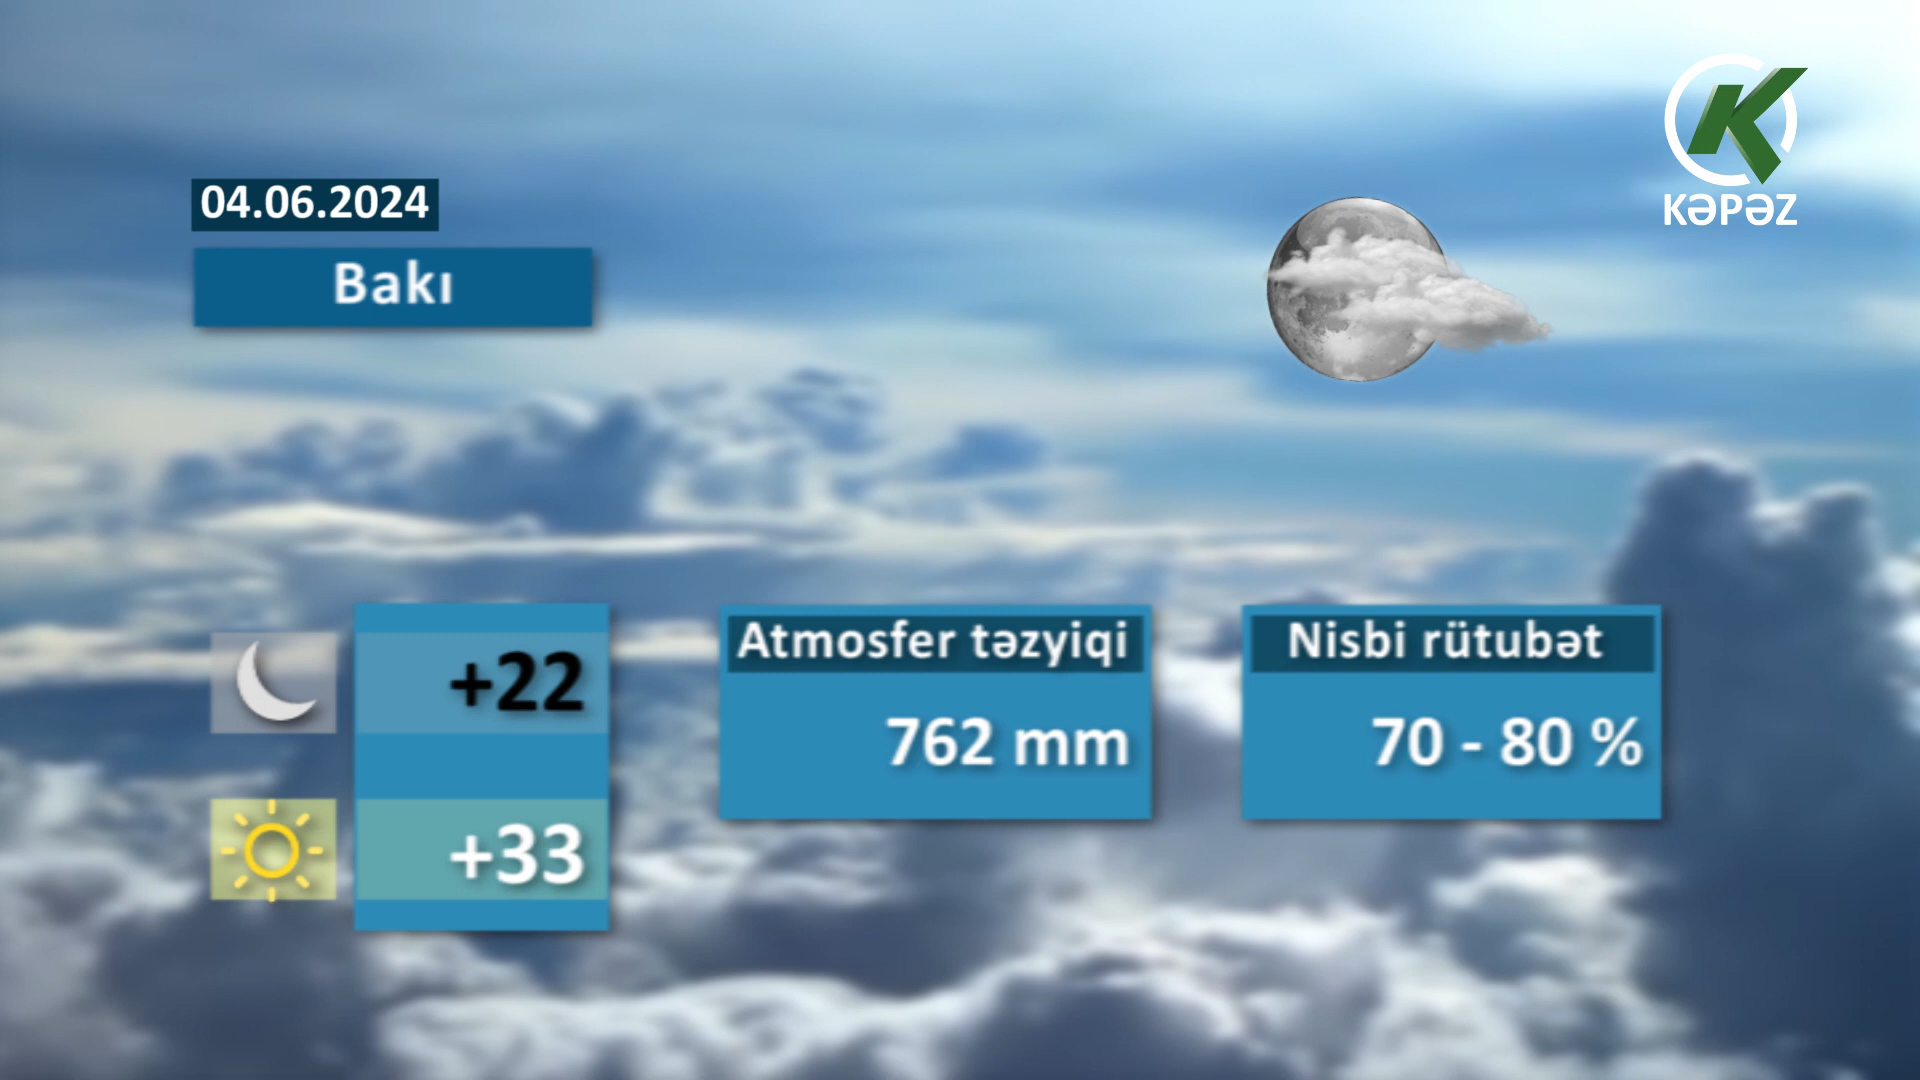 04.06.2024
Bakı
KƏPƏZ
+22
+33
Atmosfer təzyiqi
762 mm
Nisbi rütubət
70 - 80 %